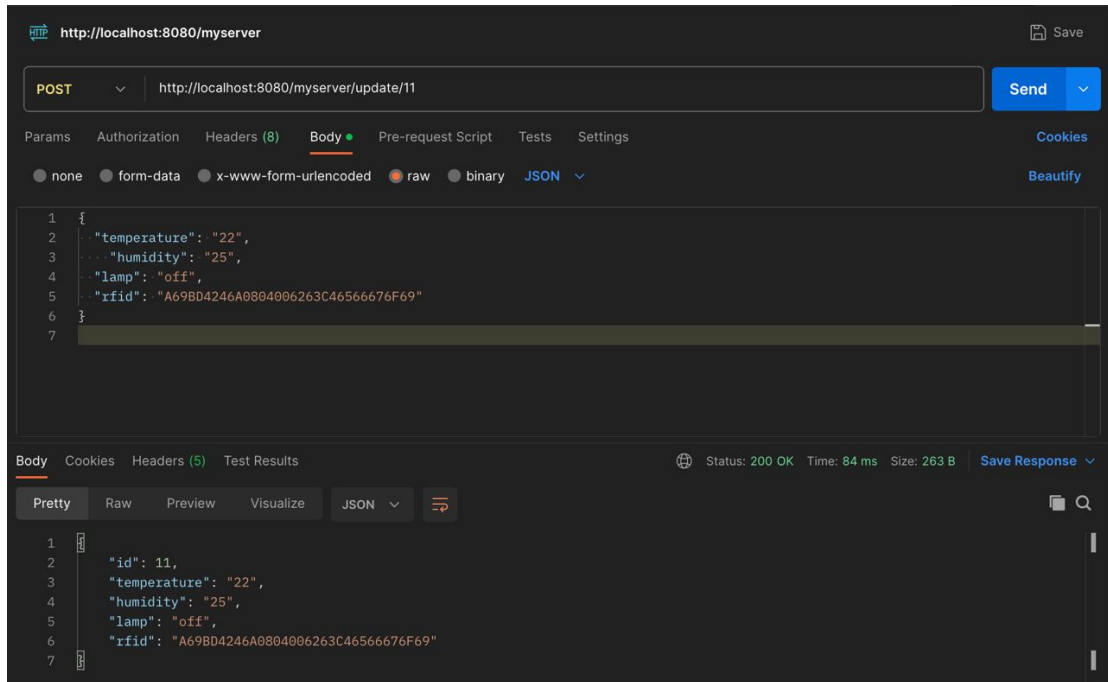 HTTP http://localhost:8080/myserver Save
POST http://localhost:8080/myserver/update/11 Send
Params Authorization Headers (8) Body Pre-request Script Tests Settings Cookies
none form-data x-www-form-urlencoded raw binary JSON Beautify
1 {
2 "temperature": "22",
3 "humidity": "25",
4 "lamp": "off",
5 "rfid": "A69BD4246A0804006263C46566676F69"
6 }
7
Body Cookies Headers (5) Test Results Status: 200 OK Time: 84 ms Size: 263 B Save Response
Pretty Raw Preview Visualize JSON
1 {
2 "id": 11,
3 "temperature": "22",
4 "humidity": "25",
5 "lamp": "off",
6 "rfid": "A69BD4246A0804006263C46566676F69"
7 }